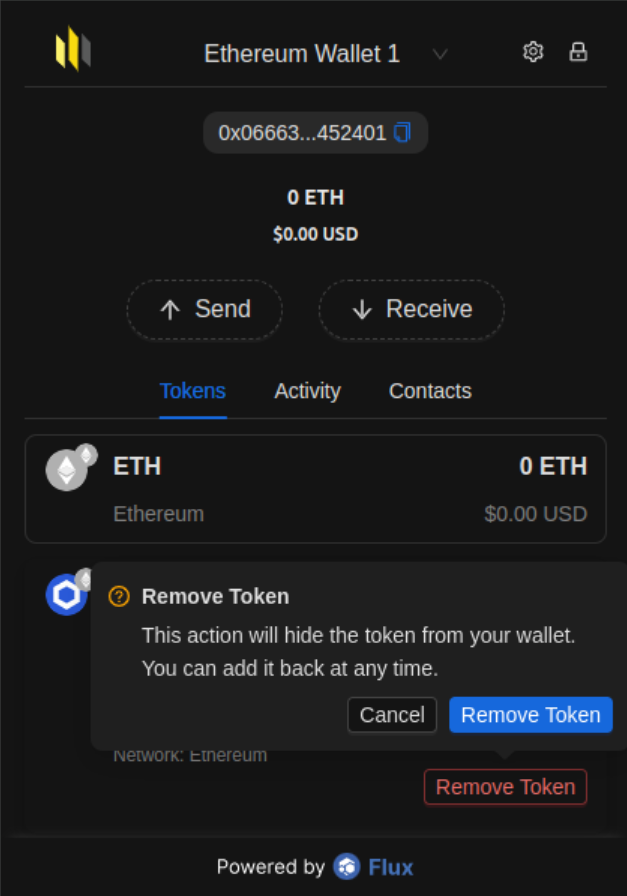 Ethereum Wallet 1
0x06663...452401
0 ETH
$0.00 USD
Send
Receive
Tokens
Activity
Contacts
ETH
0 ETH
Ethereum
$0.00 USD
Remove Token
This action will hide the token from your wallet.
You can add it back at any time.
Cancel
Remove Token
Network: Ethereum
Remove Token
Powered by Flux